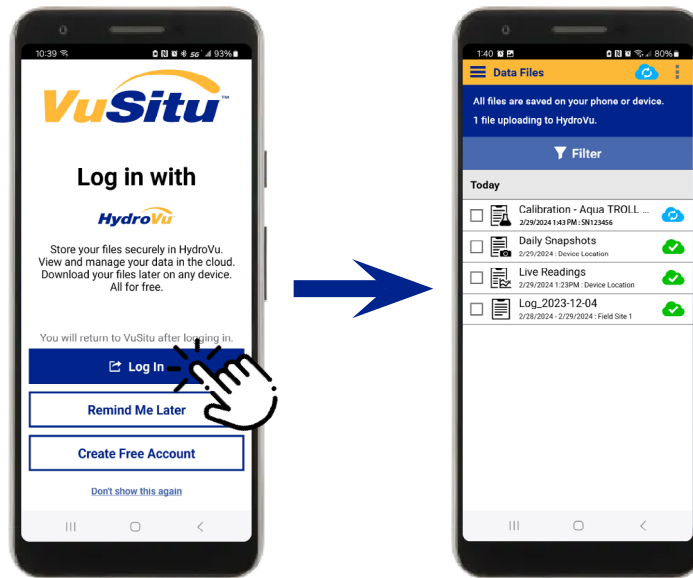 10:39
5G
93%
VuSitu™
Log in with
HydroVu
Store your files securely in HydroVu.
View and manage your data in the cloud.
Download your files later on any device.
All for free.
You will return to VuSitu after logging in.
Log In
Remind Me Later
Create Free Account
Don't show this again
1:40
80%
Data Files
All files are saved on your phone or device.
1 file uploading to HydroVu.
Filter
Today
Calibration - Aqua TROLL ...
2/29/2024 1:43 PM : SN123456
Daily Snapshots
2/29/2024 : Device Location
Live Readings
2/29/2024 1:23PM : Device Location
Log_2023-12-04
2/28/2024 - 2/29/2024 : Field Site 1